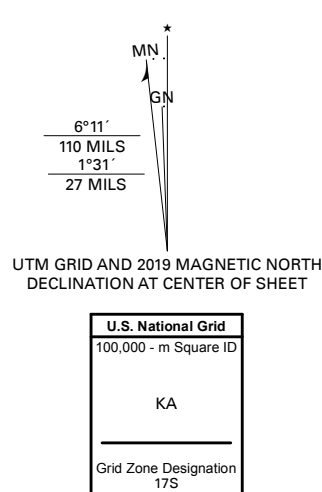 ★
MN
GN
6°11´
110 MILS
1°31´
27 MILS
UTM GRID AND 2019 MAGNETIC NORTH
DECLINATION AT CENTER OF SHEET
U.S. National Grid
100,000 - m Square ID
KA
Grid Zone Designation
17S